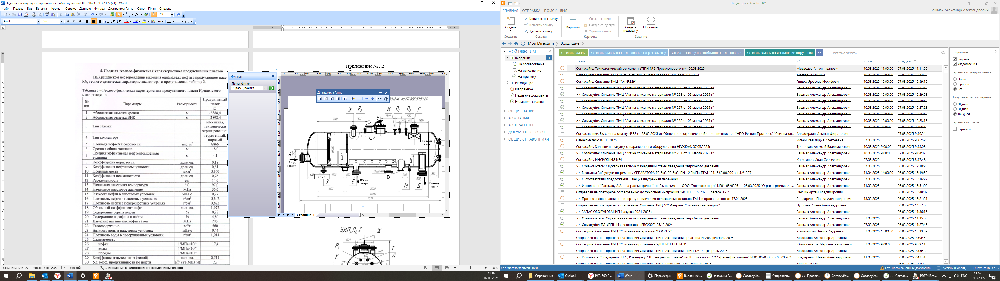 Задание на закупку сепарационного оборудования НГС-50м3 07.03.2025г(v1) - Word
Файл Правка Вид Вставка Формат Сервис Данные Фигура Диаграмма Ганта Окно План Справка
57%
Arial 12пт Ж К Ч Тема
4. Сводная геолого-физическая характеристика продуктивных пластов
На Крещенском месторождении выделена одна залежь нефти в продуктивном плас
Ю₁, геолого-физическая характеристика которого представлена в таблице 3.
Таблица 3 – Геолого-физическая характеристика продуктивного пласта Крещенского
месторождения
№ п/п Параметры Размерность Продуктивный пласт
Ю₁
1 Абсолютная отметка кровли м -2888,4
2 Абсолютная отметка ВНК м -2898,4
3 Тип залежи массивная, тектонически экранирована
4 Тип коллектора терригенный, поровый
5 Площадь нефте/газоносности тыс. м² 8866
6 Средняя общая толщина м 18,0
7 Средняя эффективная нефтенасыщенная толщина м 4,1
8 Коэффициент пористости доли ед. 0,18
9 Коэффициент нефтенасыщенности доли ед. 0,61
10 Проницаемость мкм² 0,160
11 Коэффициент песчанистости доли ед. 0,76
12 Расчлененность ед. 14,0
13 Начальная пластовая температура °С 97,0
14 Начальное пластовое давление МПа 36,6
15 Вязкость нефти в пластовых условиях мПа·с 0,27
16 Плотность нефти в пластовых условиях г/см³ 0,602
17 Плотность нефти в поверхностных условиях г/см³ 0,822
18 Объемный коэффициент нефти доли ед. 1,972
19 Содержание серы в нефти % 0,28
20 Содержание парафина в нефти % 4,80
21 Давление насыщения нефти газом МПа 20,9
22 Газосодержание м³/т 360
23 Вязкость воды в пластовых условиях мПа·с 0,44
24 Плотность воды в поверхностных условиях г/см³ 1,014
25 Сжимаемость
26 нефти 1/МПа×10⁻⁴ 17,4
27 воды 1/МПа×10⁻⁴
28 породы 1/МПа×10⁻⁴
29 Коэффициент вытеснения (водой) доли ед. 0,514
30 Уд. коэф. продуктивности по нефти м³/(сут·МПа·м) 2,7
Приложение №1.2
Фигуры
Поиск фигур:
Образец поиска
Диаграмма Ганта
0-2-И по ГП 805.00.00 ВО
Ж Р₂ И П₁ П₂ Г
У
Б
3190 700 1760 1520
500 620 1200
Выход газа
А
Вход нефти
1400 1400
822 1900 800 700 822
600
З Е Сброс воды В М Д Выход нефти
1000 8000
13000
15111
Страница-1
У,И,П₁,П₂,Г Ж
1000
Р₁ Т
600
К 400 Л
Страница 12 из 27 Число слов: 3585 русский Специальные возможности: проверьте рекомендации 100 %
11:16
07.03.2025
Входящие - Directum RX
ГЛАВНАЯ ОТПРАВКА ПОИСК ВИД
Башмак Александр Александрович
Создать
Создание
Копировать ссылку
Вставить ссылку
Удалить ссылку
Ссылки
Карточка
Создать копию
Настроить доступ
Удалить запись
Карточка
Создать подзадачу
Прочитано
Задание
Мой Directum Входящие
МОЙ DIRECTUM
Входящие 3
На согласование
На исполнение
На приемку
Исходящие
Избранное
Недавние документы
Недавние задания
ОБЩИЕ ПАПКИ
КОМПАНИЯ
КОНТРАГЕНТЫ
ДОКУМЕНТООБОРОТ
ОБЩИЕ СПРАВОЧНИКИ
Создать задачу Создать задачу на согласование по регламенту Создать задачу на свободное согласование Создать задачу на исполнение поручения Искать в списке...
! Тема От Срок Создано
Согласуйте: Технологический регламент УППН №2 Присклонового м-я 06.03.2025 Медведев Антон Иванович 10.03.2025 11:00:00 07.03.2025 11:11:50
Согласуйте: Списание ТМЦ "Акт на списание материалов № 205 от 07.03.2025" Мастер УППН №2 10.03.2025 10:00:00 07.03.2025 10:47:52
Согласуйте: Списание ТМЦ "Акт№229" Гнидка Ярослав Иосифович 10.03.2025 10:00:00 07.03.2025 10:39:10
>> Согласуйте: Списание ТМЦ "Акт на списание материалов № 230 от 03 марта 2025 г" Башмак Александр Александрович 10.03.2025 10:00:00 07.03.2025 10:31:10
>> Согласуйте: Списание ТМЦ "Акт на списание материалов № 228 от 02 марта 2025 г" Башмак Александр Александрович 10.03.2025 10:00:00 07.03.2025 10:29:58
>> Согласуйте: Списание ТМЦ "Акт на списание материалов № 223 от 02 марта 2025г" Башмак Александр Александрович 10.03.2025 10:00:00 07.03.2025 10:28:48
>> Согласуйте: Списание ТМЦ "Акт на списание материалов № 227 от 02 марта 2025 г" Башмак Александр Александрович 10.03.2025 10:00:00 07.03.2025 10:27:23
>> Согласуйте: Списание ТМЦ "Акт на списание материалов № 226 от 02 марта 2025 г" Башмак Александр Александрович 10.03.2025 10:00:00 07.03.2025 10:26:40
>> Согласуйте: Списание ТМЦ "Акт на списание материалов № 225 от 02 марта 2025 г" Башмак Александр Александрович 10.03.2025 10:00:00 07.03.2025 10:23:13
>> Согласуйте: Списание ТМЦ "Акт на списание материалов № 205 от 01 марта 2025 г" Башмак Александр Александрович 10.03.2025 9:00:00 07.03.2025 9:39:41
Согласование: Вх. счет на оплату №32 от 28.02.2025 от Общество с ограниченной ответственностью "НПО Регион Прогресс" "Счет на оп... Аллабирдин Ильшат Фитратович 07.03.2025 9:36:54
Ознакомьтесь: 07 03 2025 Ильницкая Лидия Алексеевна 07.03.2025 07.03.2025 9:35:52
Согласуйте: Задание на закупку сепарационного оборудования НГС-50м3 07.03.2025г Третьяков Алексей Владимирович 10.03.2025 9:00:00 07.03.2025 9:33:03
>> Согласуйте: Списание ТМЦ "Акт на списание материалов № 231 от 03 марта 2025 г" Башмак Александр Александрович 10.03.2025 9:00:00 07.03.2025 9:04:07
Согласуйте: ИНСРУКЦИЯ №4 Харитонов Иван Сергеевич 07.03.2025 07.03.2025 8:37:48
>> Ознакомьтесь: Служебная записка о внедрении схемы заведения затрубного давления Башмак Александр Александрович 07.03.2025 06.03.2025 17:10:25
>> В закупку: ЗнЗ услуги по ремонту СЕПАРАТОРА ГС-5м3 ГС-5м3, PN-12,0МПа ПГМ 101.1568.00.000 зав.№1387 Башмак Александр Александрович 11.04.2025 14:00:00 06.03.2025 16:19:50
>> О соответствии предложений. Станция внутренней перекачки Башмак Александр Александрович 07.03.2025 06.03.2025 16:16:27
>> Исполните: "Башмаку А.А. - на рассмотрение" по Вх. письмо от ООО "Энергоэксперт" №01-05/0306 от 05.03.2025 "О расторжении до... Башмак Александр Александрович 11.03.2025 06.03.2025 15:51:08
Отправлен на повторное согласование: Должностная инструкция "ИОТП-1-15-2025_Слесарь ТУ_" Онучин Артём Владимирович 06.03.2025 15:48:02
>> Протокол совещания по вопросу вовлечения неликвидных остатков ТМЦ в производство от 17.01.2025 Бондаренко Павел Александрович 13.03.2025 06.03.2025 15:21:31
Отправлен на повторное согласование: Списание ТМЦ "02 Февраль Списание канцелярии" Пушкина Алёна Александровна 06.03.2025 14:57:50
>> ЗАПАС ОБОРУДОВАНИЯ (закупка 2024-2025) Башмак Александр Александрович 06.03.2025 11:36:16
>> Ознакомьтесь: Служебная записка о внедрении схемы заведения затрубного давления Башмак Александр Александрович 07.03.2025 06.03.2025 11:35:53
>> Согласуйте: ПД УППН Известинского (РВС2000) 25.12.2024 Башмак Александр Александрович 07.03.2025 06.03.2025 11:27:45
Согласуйте: Списание ТМЦ "Списание материалов УЭЭО№2" Комловский Никита Андреевич 07.03.2025 10:00:00 06.03.2025 10:33:39
Отправлен на повторное согласование: Списание ТМЦ "Акт списания реагента №208 февраль 2025" Максимов Александр Артемович 06.03.2025 9:59:45
Согласуйте: Списание ТМЦ "Списание орг. техника УДНГ №1 НГП №3" Юлмухаметов Марсель Рамильевич 07.03.2025 9:00:00 06.03.2025 9:59:11
Отправлен на повторное согласование: Списание ТМЦ "Акт списания ТМЦ №198 февраль 2025" Максимов Александр Артемович 06.03.2025 9:35:53
>> Исполните: "Бондаренко П.А., Кузнецову А.В. - на рассмотрение" по Вх. письмо от АО "Уралнефтехиммаш" №01-05/0305 от 05.03.202... Бондаренко Павел Александрович 11.03.2025 06.03.2025 7:47:31
Отправлен на повторное согласование: Списание ТМЦ "Списание ТМЦ Февраль 2025" Мастер УППН 06.03.2025 7:11:02
Входящие
Задания
Уведомления
Задания и уведомления
Новые
В работе
Все
Получены за последние
30 дней
90 дней
180 дней
Задания потоков
Скрывать
Количество записей: 1830 Есть несохраненные документы Русский (Россия) Directum RX 3.5
Справочник Outlook РКЗ-500-2 ... Word Параметры Входящие ... заявка на 2... Согласуйт... Отправлен... >> Проток... Согласуйт... Согласуйт... >> Соглас... PDF24 Rea... ENG 11:16
07.03.2025